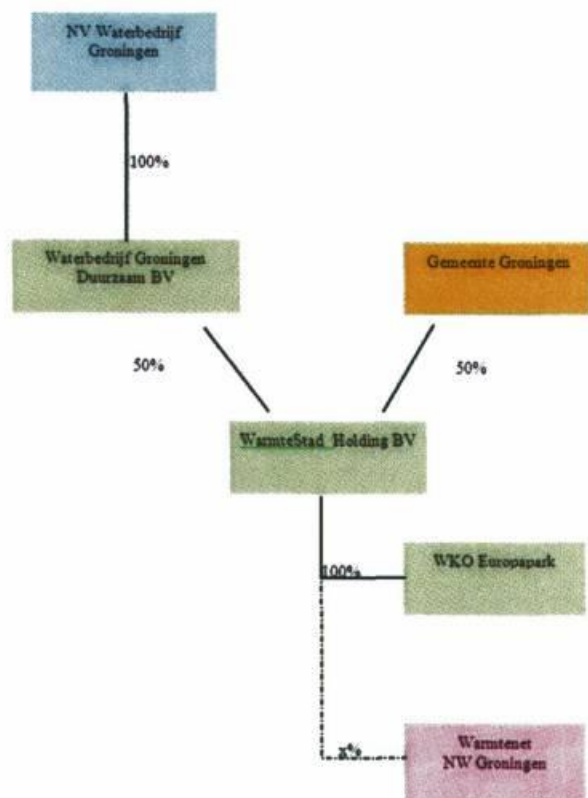 NV Waterbedrijf
Groningen
100%
Waterbedrijf Groningen
Duurzaam BV
Gemeente Groningen
50%
50%
WarmteStad Holding BV
100%
WKO Europapark
x%
Warmtenet
NW Groningen